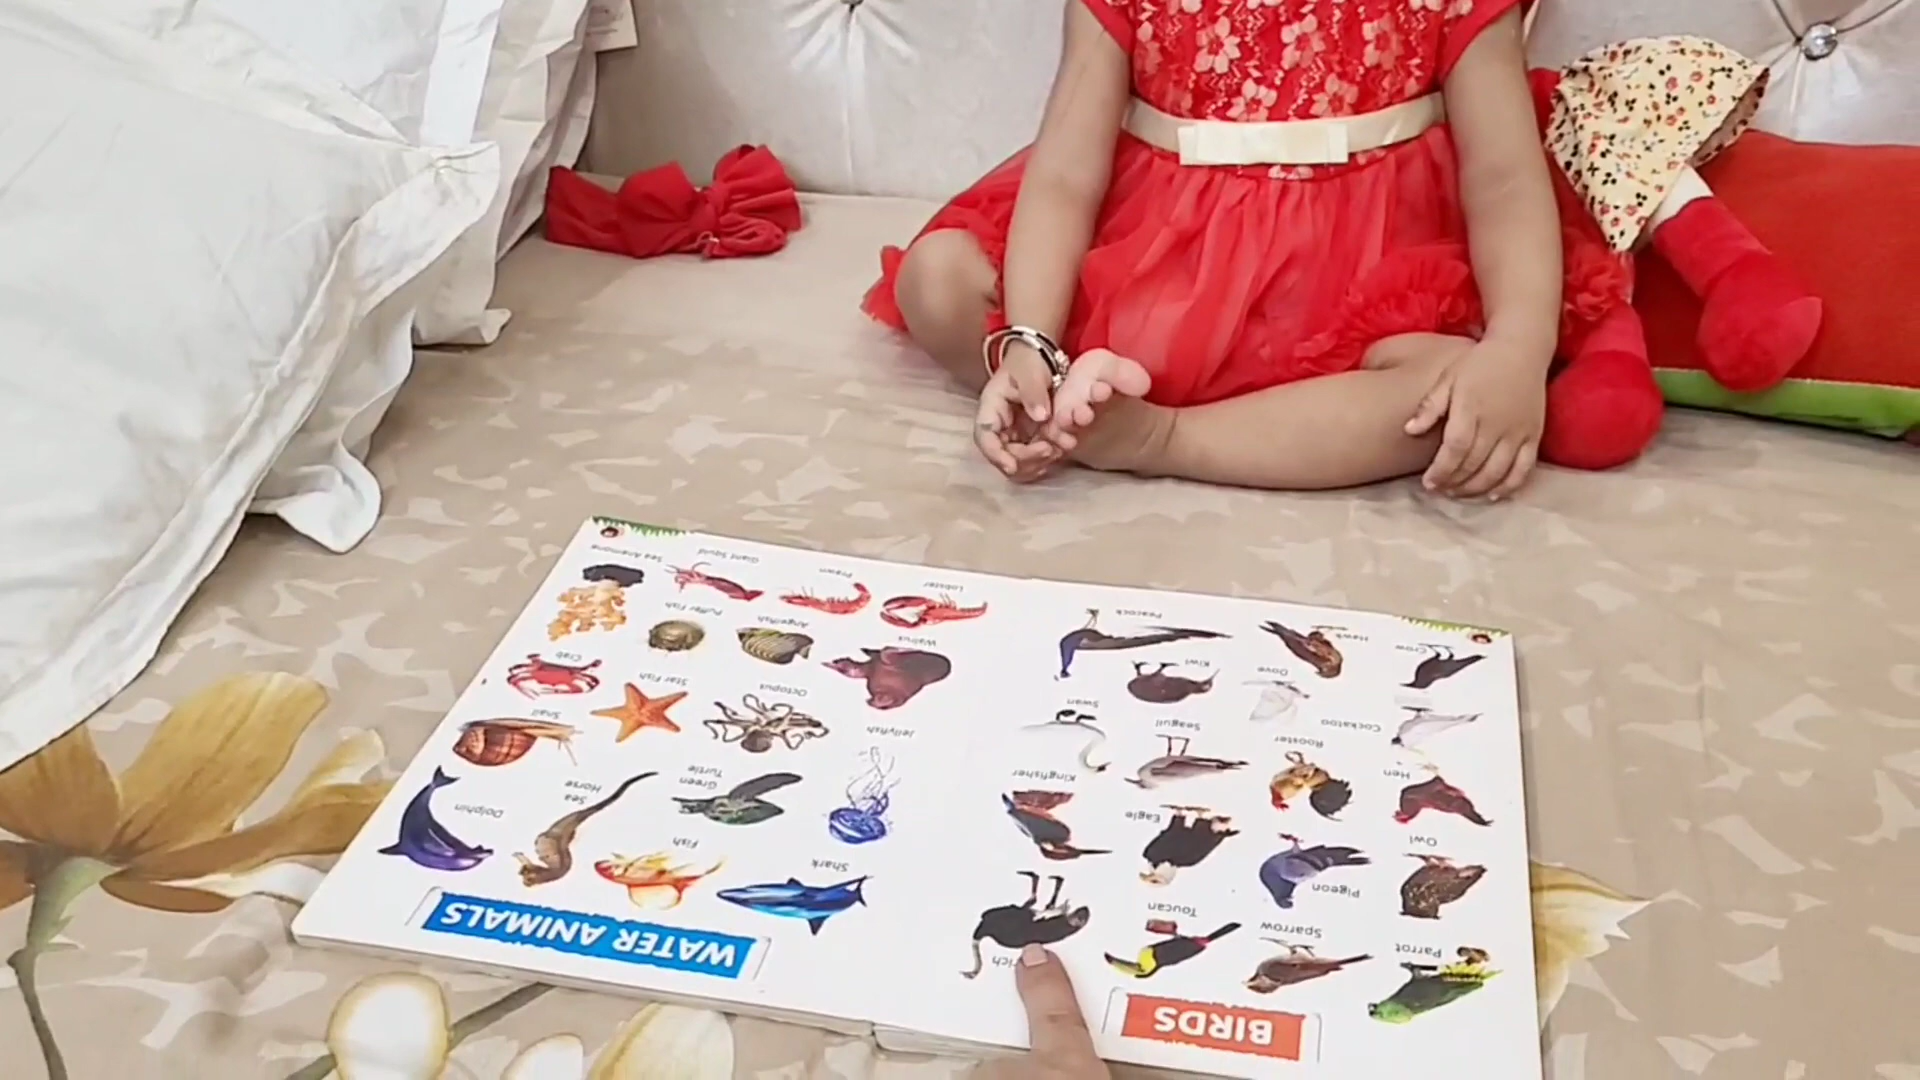 BIRDS
Parrot
Sparrow
Toucan
rich
Owl
Pigeon
Eagle
Kingfisher
Hen
Rooster
Seagull
Swan
Cockatoo
Dove
Kiwi
Crow
Hawk
Peacock
WATER ANIMALS
Shark
Fish
Sea
Horse
Dolphin
Jellyfish
Green
Turtle
Snail
Walrus
Octopus
Star Fish
Crab
Lobster
Prawn
Angelfish
Puffer Fish
Giant Squid
Sea Anemone